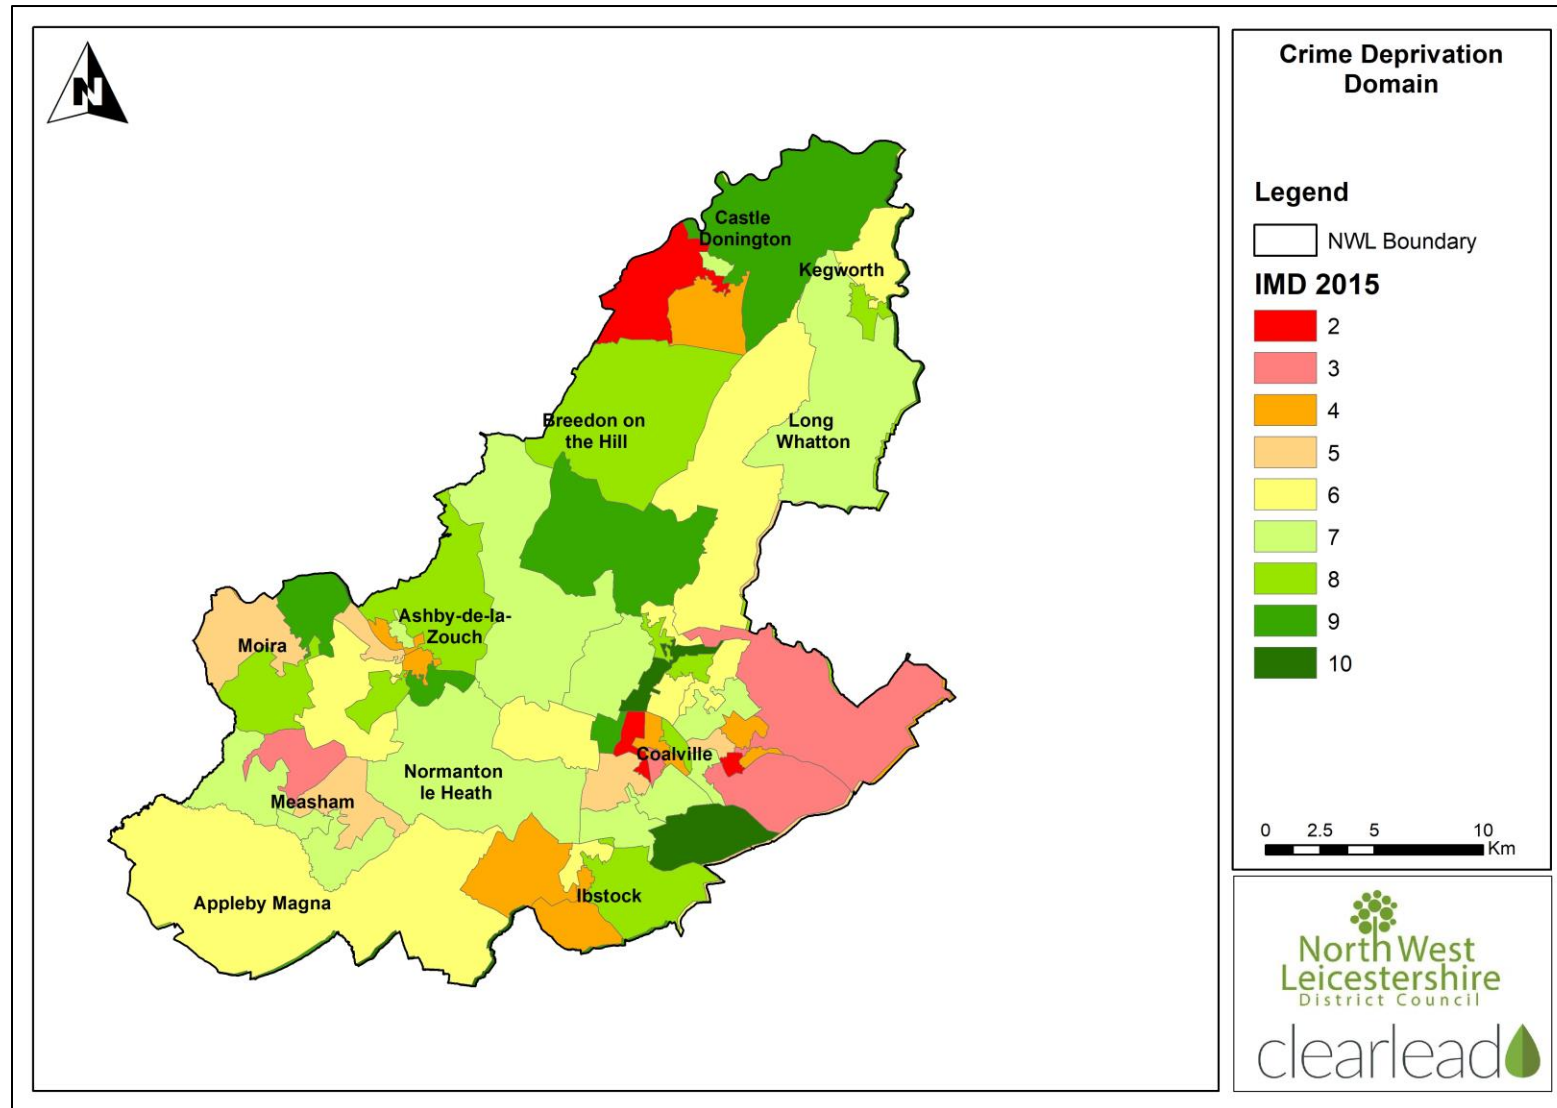 N
Castle
Donington
Kegworth
Breedon on
the Hill
Long
Whatton
Ashby-de-la-
Zouch
Moira
Coalville
Normanton
le Heath
Measham
Ibstock
Appleby Magna
Crime Deprivation
Domain
Legend
NWL Boundary
IMD 2015
2
3
4
5
6
7
8
9
10
0 2.5 5 10
Km
North West
Leicestershire
District Council
clearlead